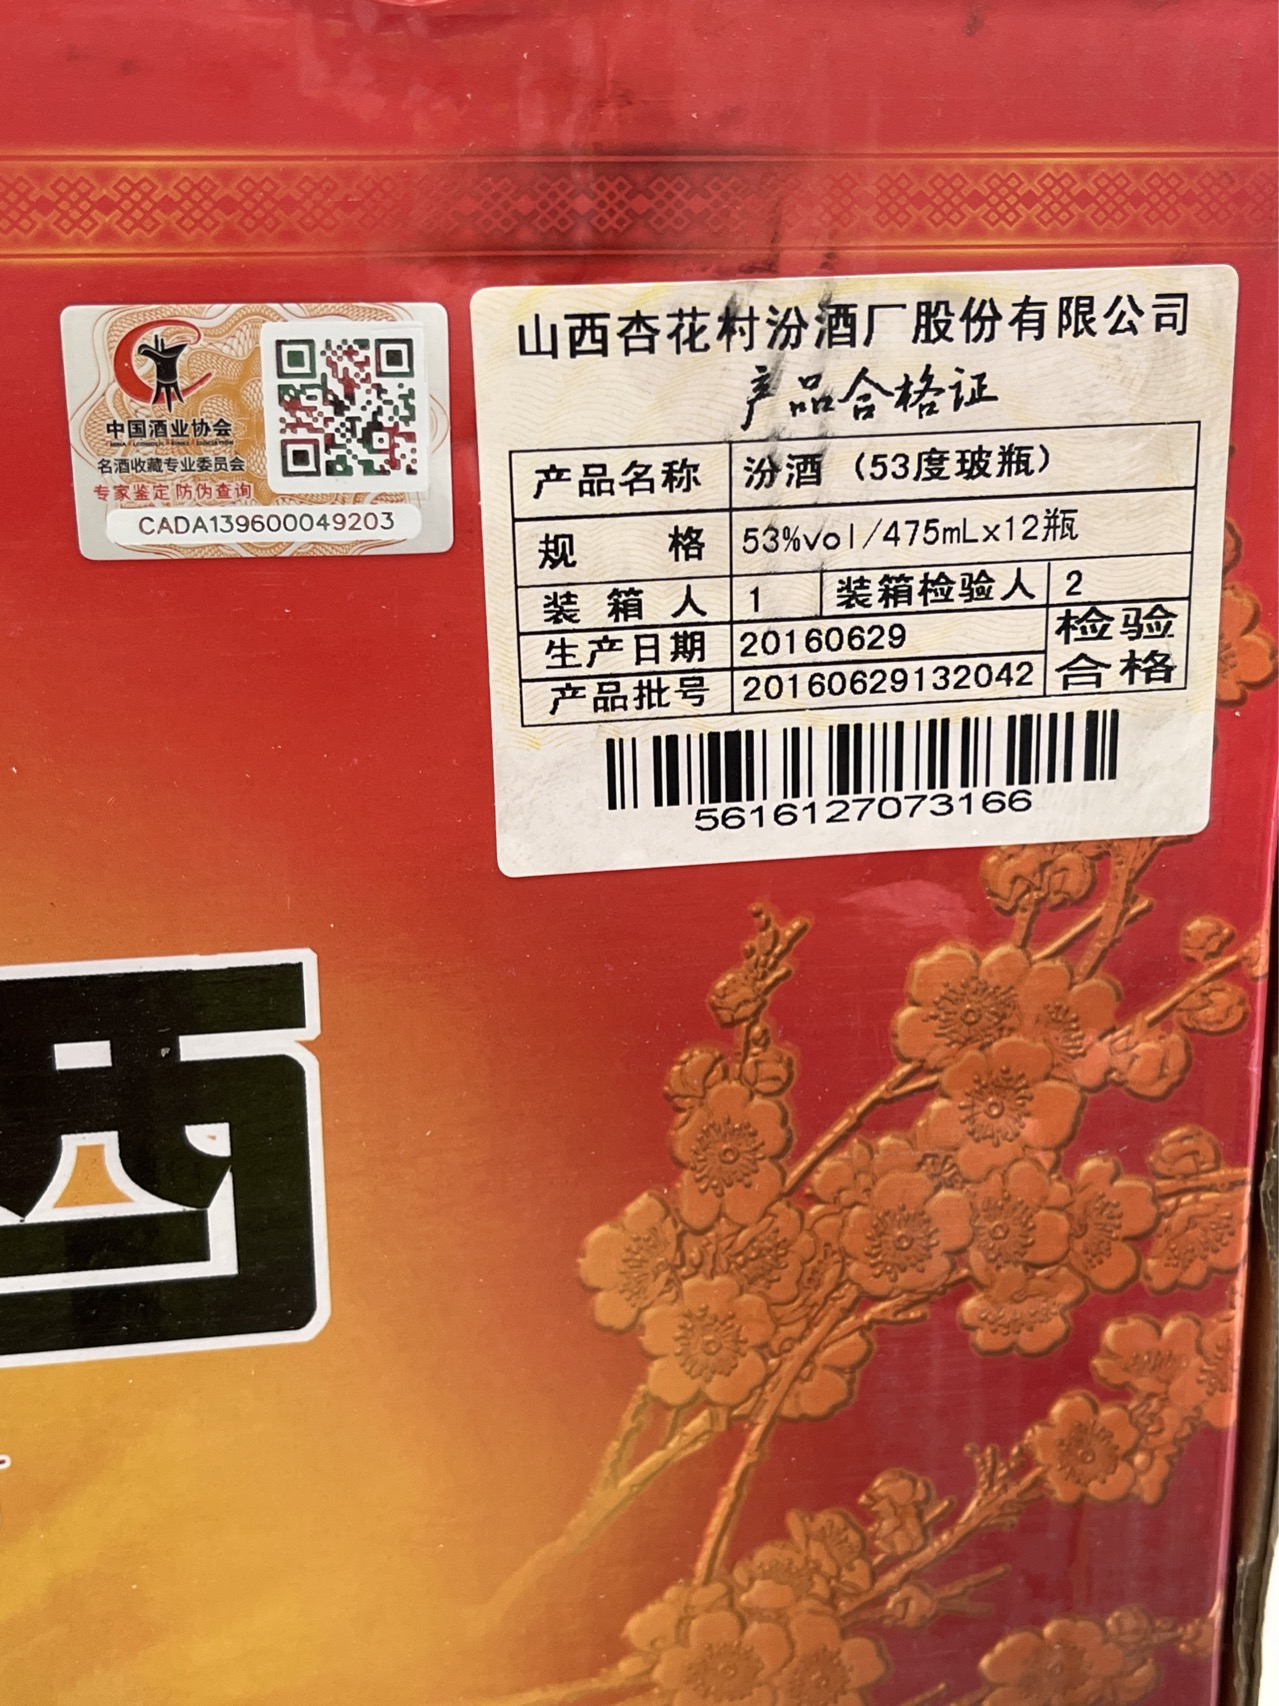 中国酒业协会
名酒收藏专业委员会
专家鉴定 防伪查询
CADA139600049203
山西杏花村汾酒厂股份有限公司
产品合格证
产品名称 汾酒（53度玻瓶）
规 格 53%vol/475mLx12瓶
装 箱 人 1 装箱检验人 2
生产日期 20160629 检验
产品批号 20160629132042 合格
5616127073166